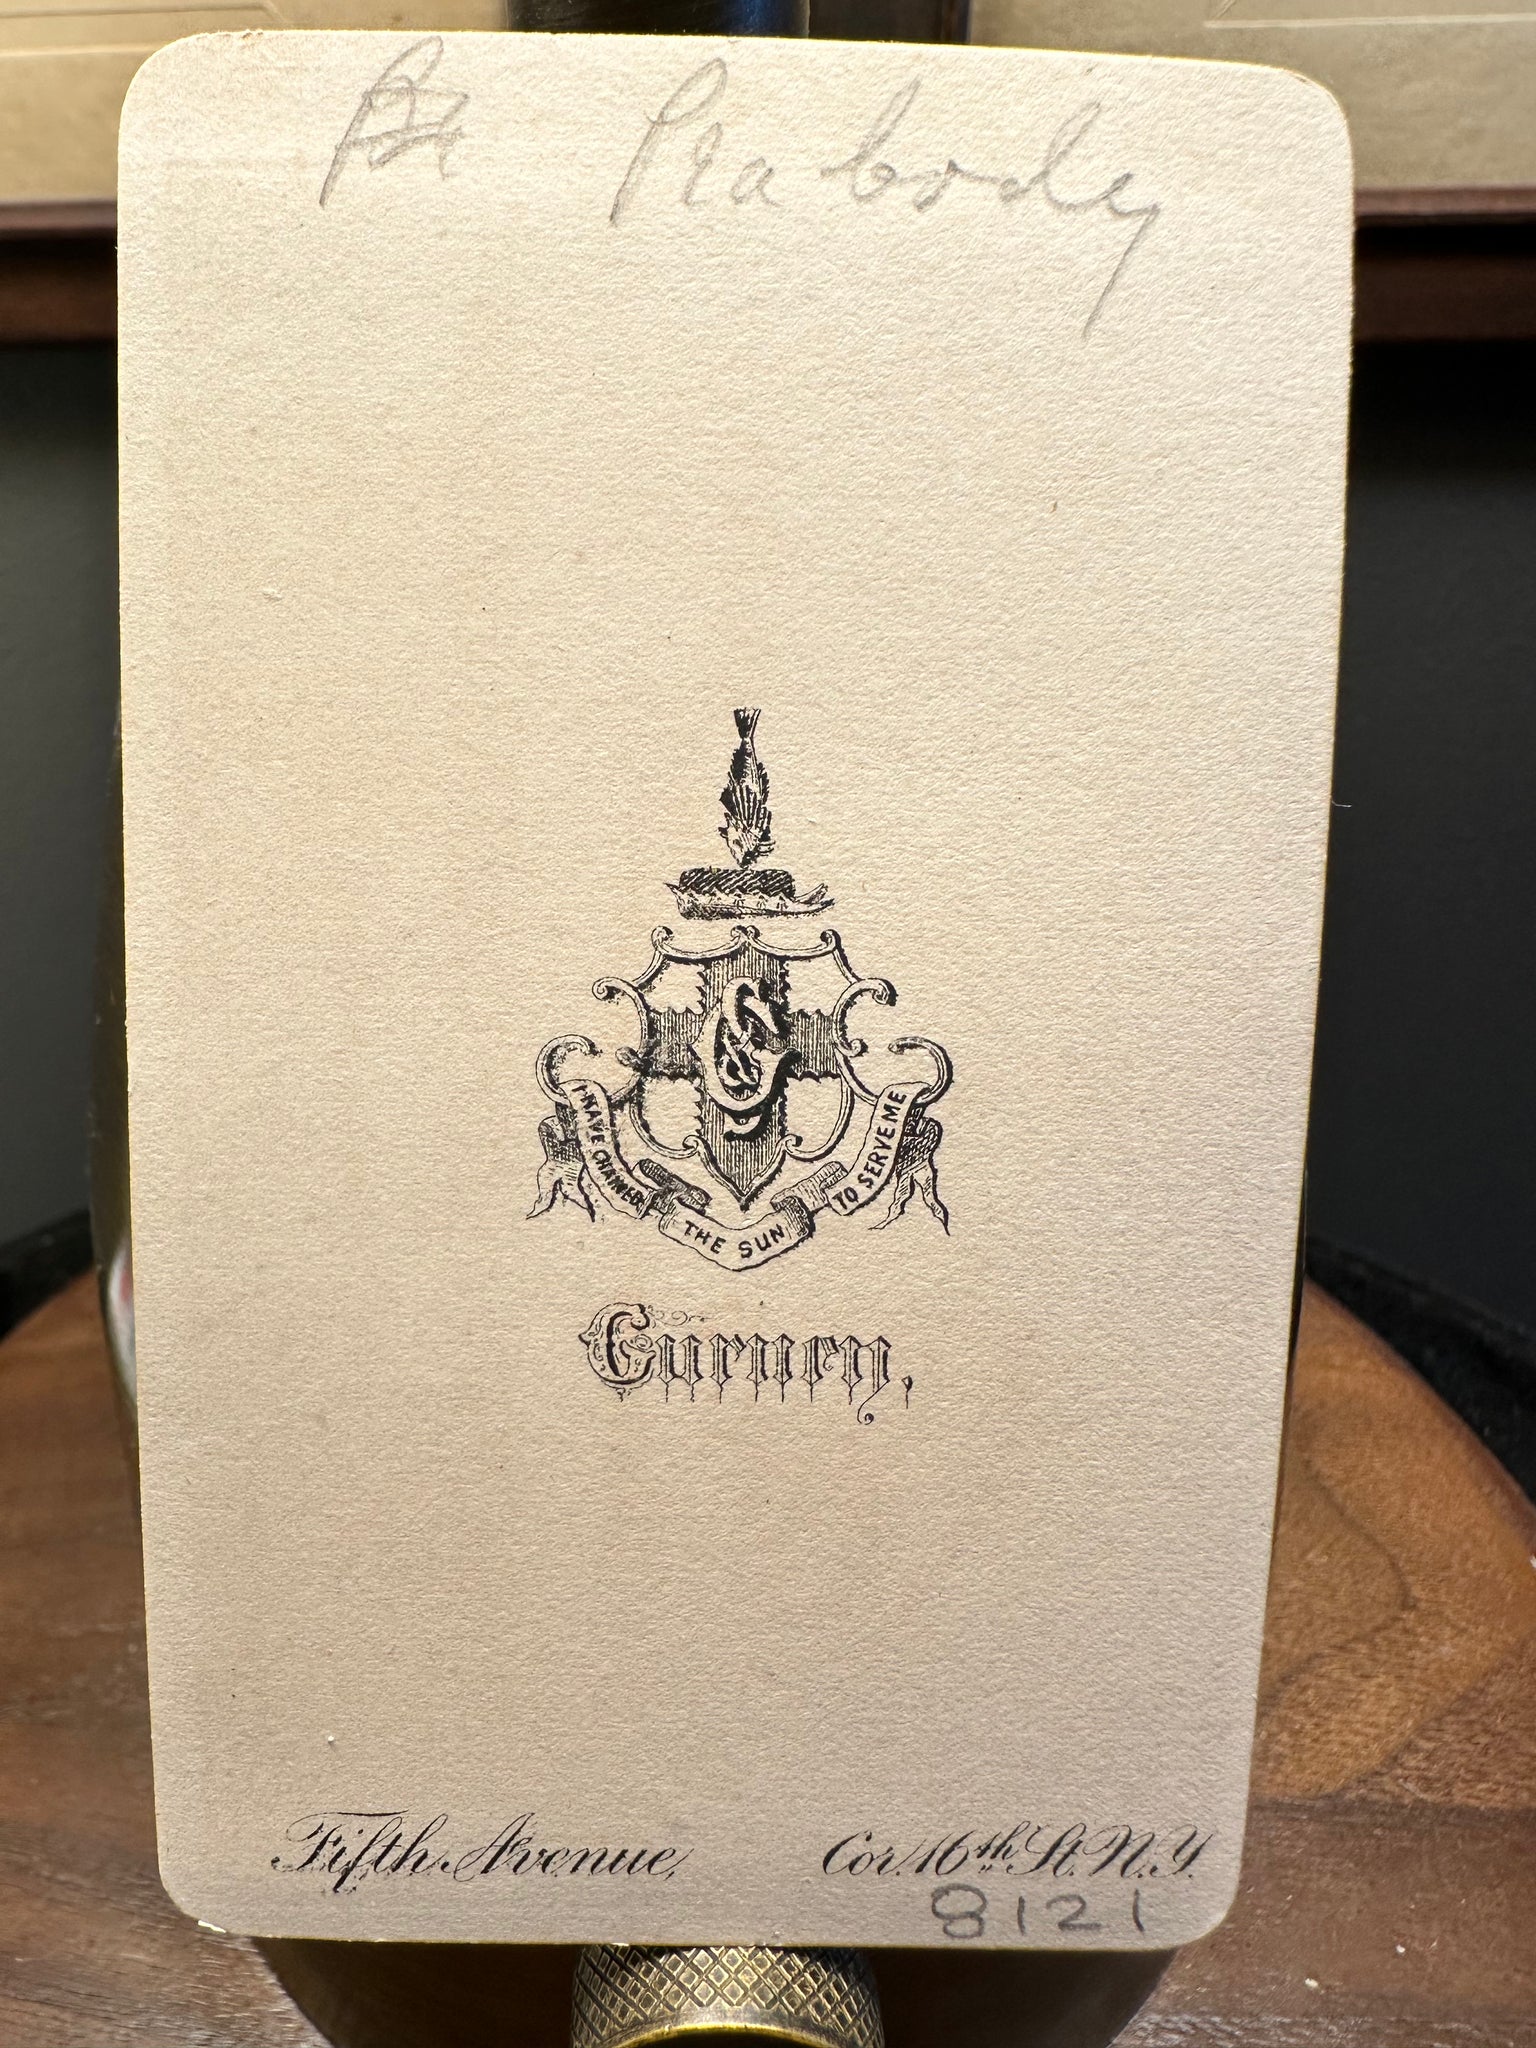 Peabody
I HAVE CHAINED THE SUN TO SERVE ME
Gurney,
Fifth Avenue, Cor. 16th St. N.Y.
8121